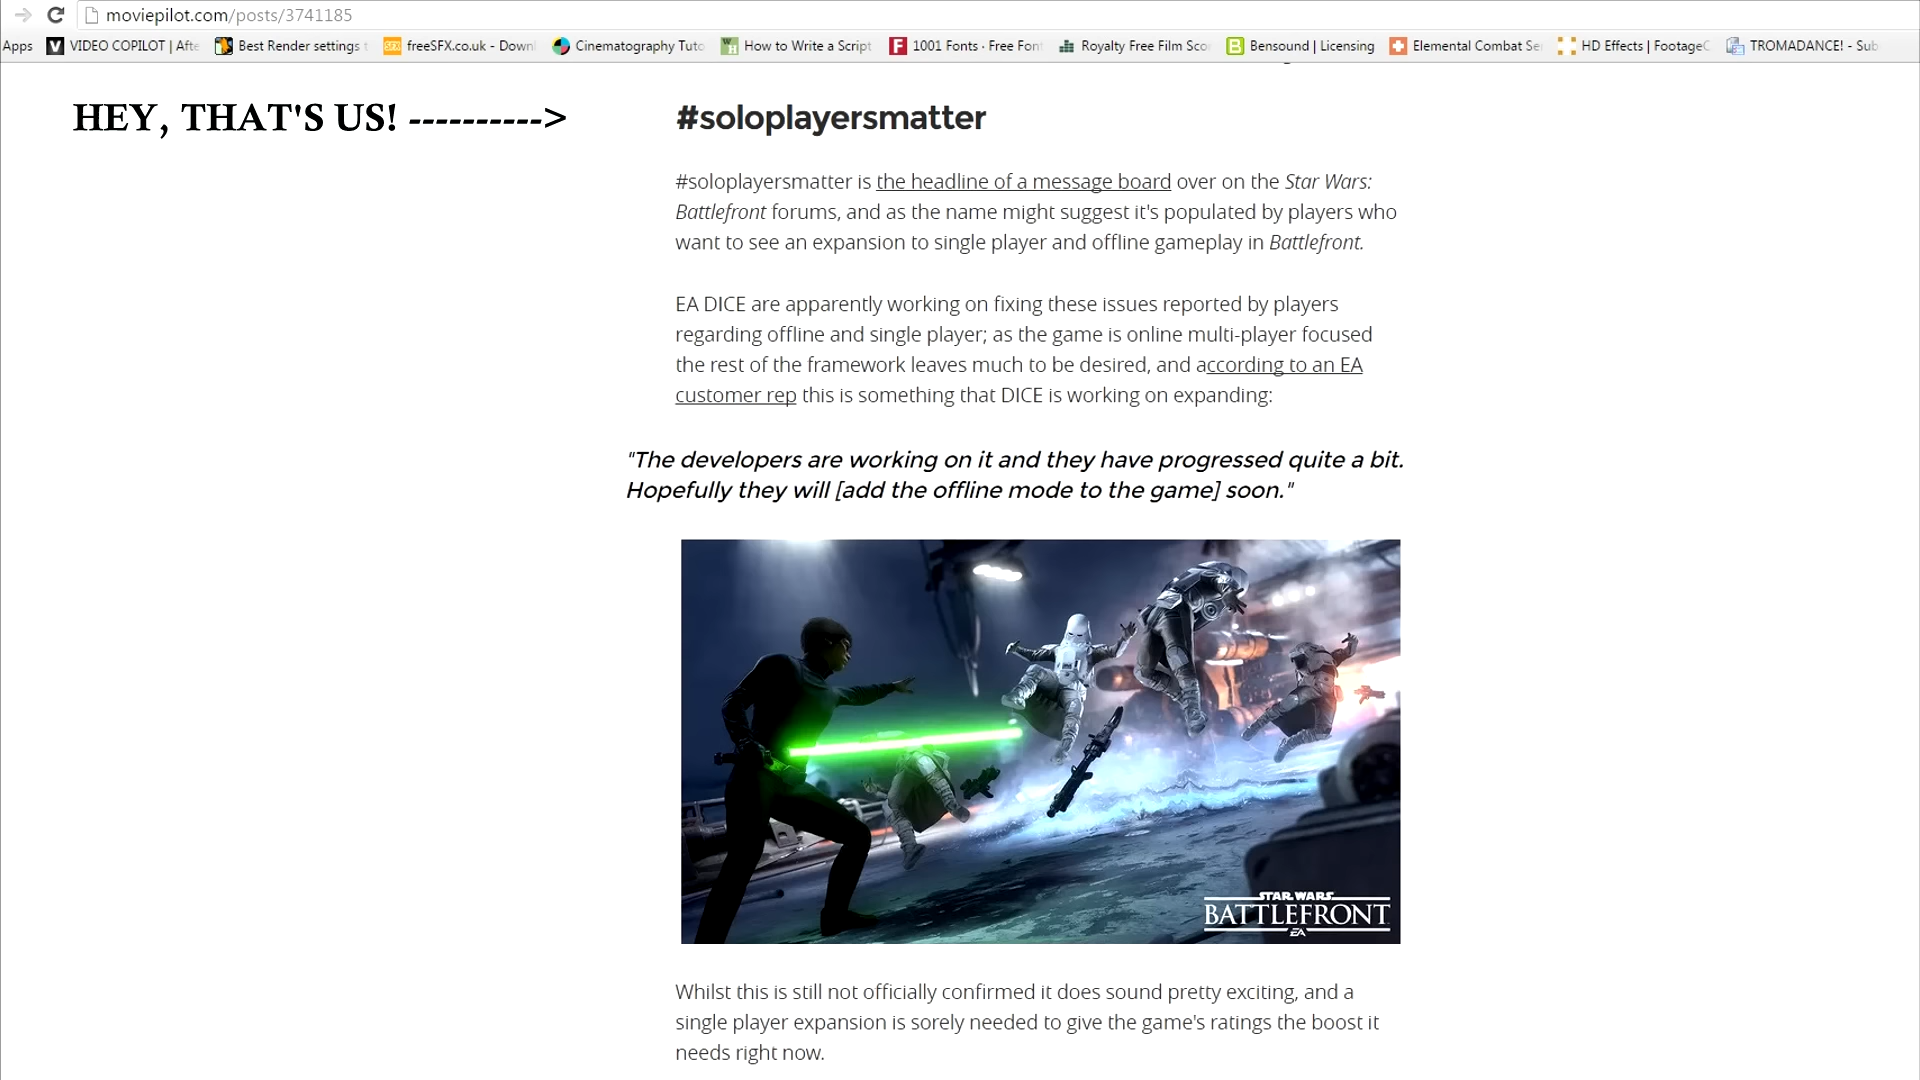 moviepilot.com/posts/3741185
Apps VIDEO COPILOT | Afte Best Render settings freeSFX.co.uk - Down Cinematography Tuto How to Write a Script 1001 Fonts · Free Fon Royalty Free Film Sco Bensound | Licensing Elemental Combat Se HD Effects | Footage TROMADANCE! - Sub
HEY, THAT'S US! ---------->
#soloplayersmatter
#soloplayersmatter is the headline of a message board over on the Star Wars:
Battlefront forums, and as the name might suggest it's populated by players who
want to see an expansion to single player and offline gameplay in Battlefront.
EA DICE are apparently working on fixing these issues reported by players
regarding offline and single player; as the game is online multi-player focused
the rest of the framework leaves much to be desired, and according to an EA
customer rep this is something that DICE is working on expanding:
"The developers are working on it and they have progressed quite a bit.
Hopefully they will [add the offline mode to the game] soon."
STAR WARS
BATTLEFRONT
EA
Whilst this is still not officially confirmed it does sound pretty exciting, and a
single player expansion is sorely needed to give the game's ratings the boost it
needs right now.